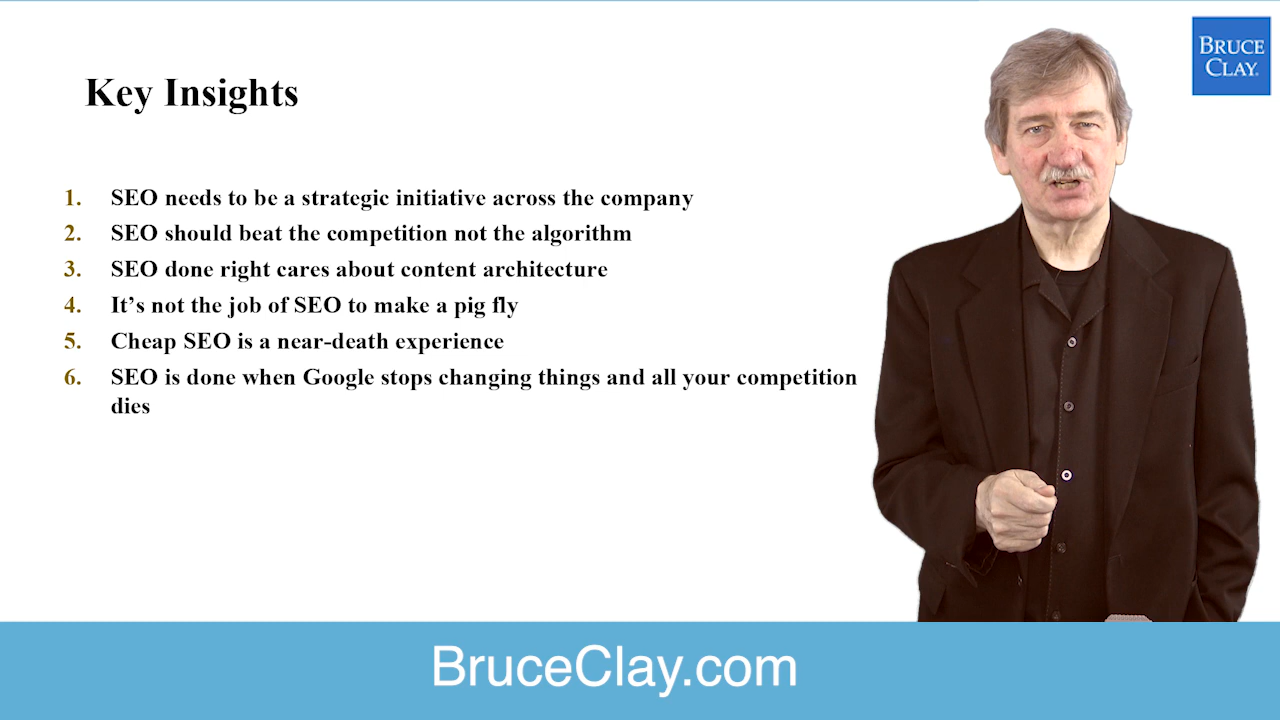 BRUCE
CLAY
Key Insights
1. SEO needs to be a strategic initiative across the company
2. SEO should beat the competition not the algorithm
3. SEO done right cares about content architecture
4. It’s not the job of SEO to make a pig fly
5. Cheap SEO is a near-death experience
6. SEO is done when Google stops changing things and all your competition
dies
BruceClay.com